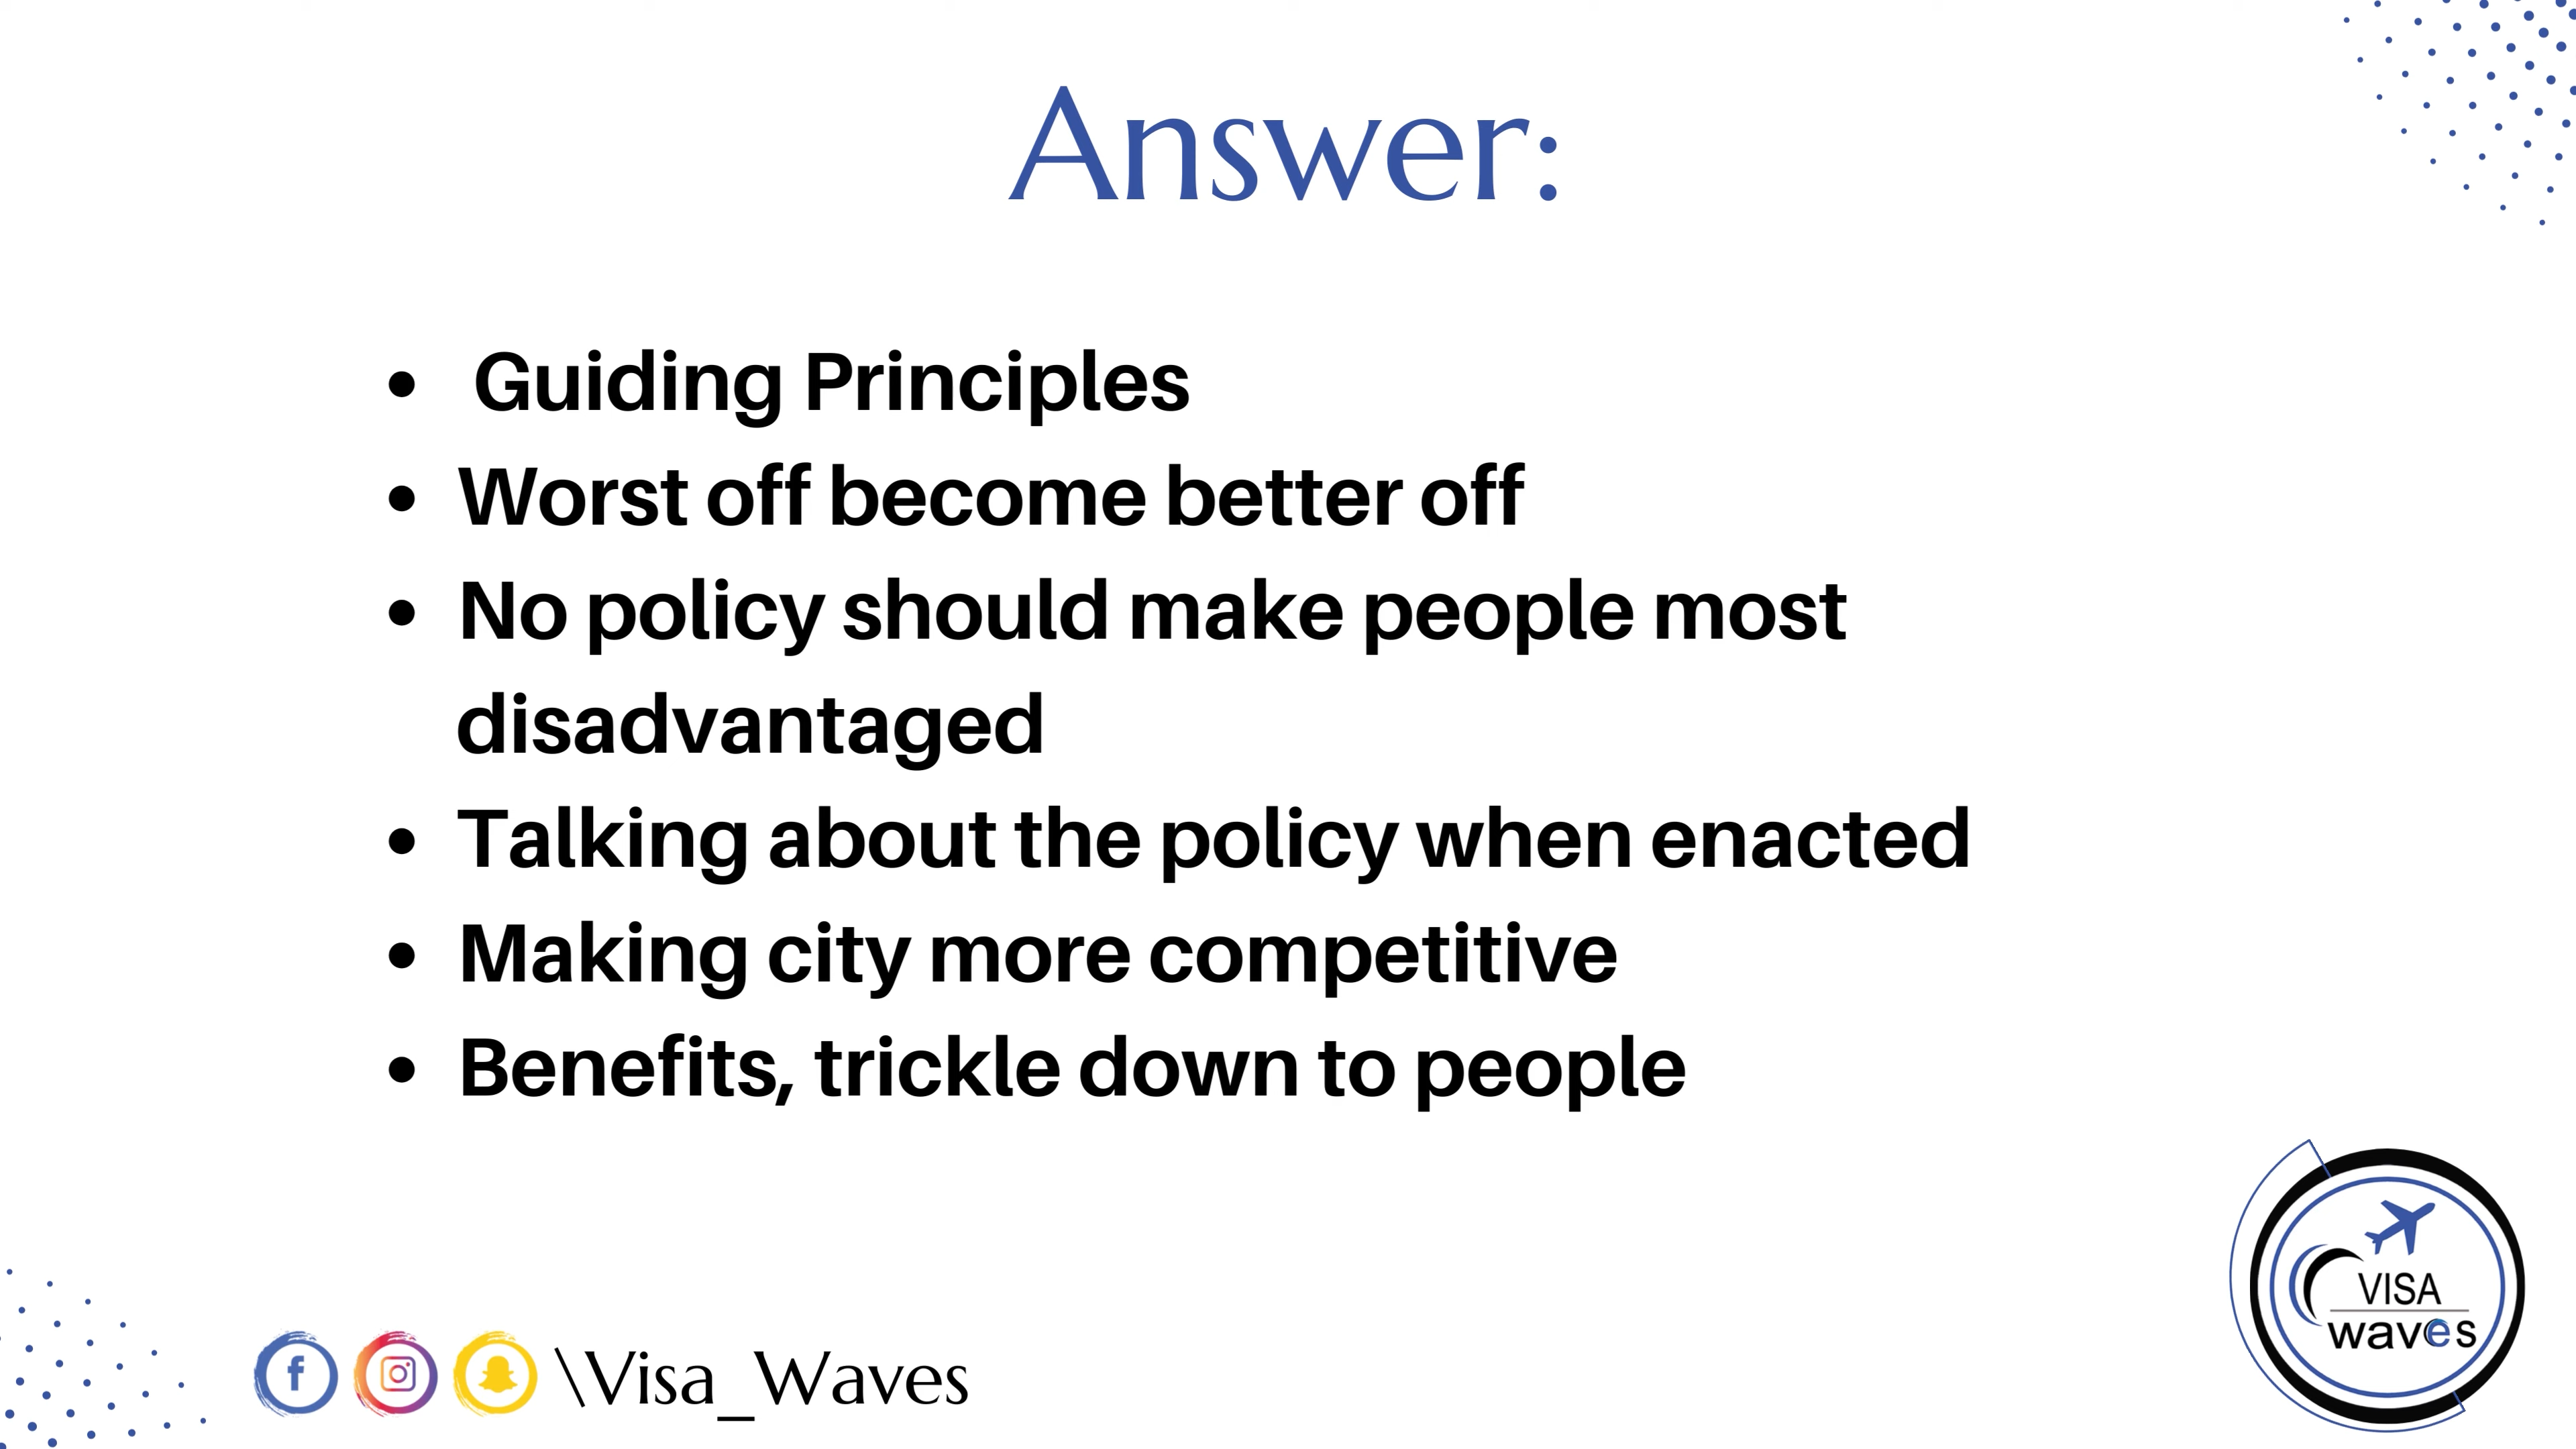 Answer:
• Guiding Principles
• Worst off become better off
• No policy should make people most
disadvantaged
• Talking about the policy when enacted
• Making city more competitive
• Benefits, trickle down to people
VISA
waves
\Visa_Waves